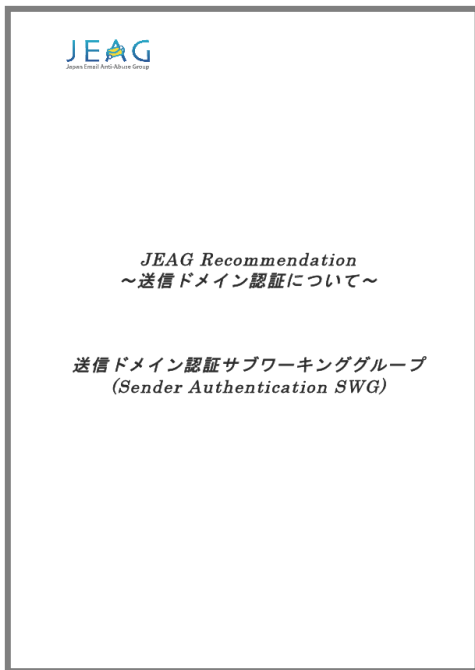 JEAG
Japan Email Anti-Abuse Group
JEAG Recommendation
～送信ドメイン認証について～
送信ドメイン認証サブワーキンググループ
(Sender Authentication SWG)